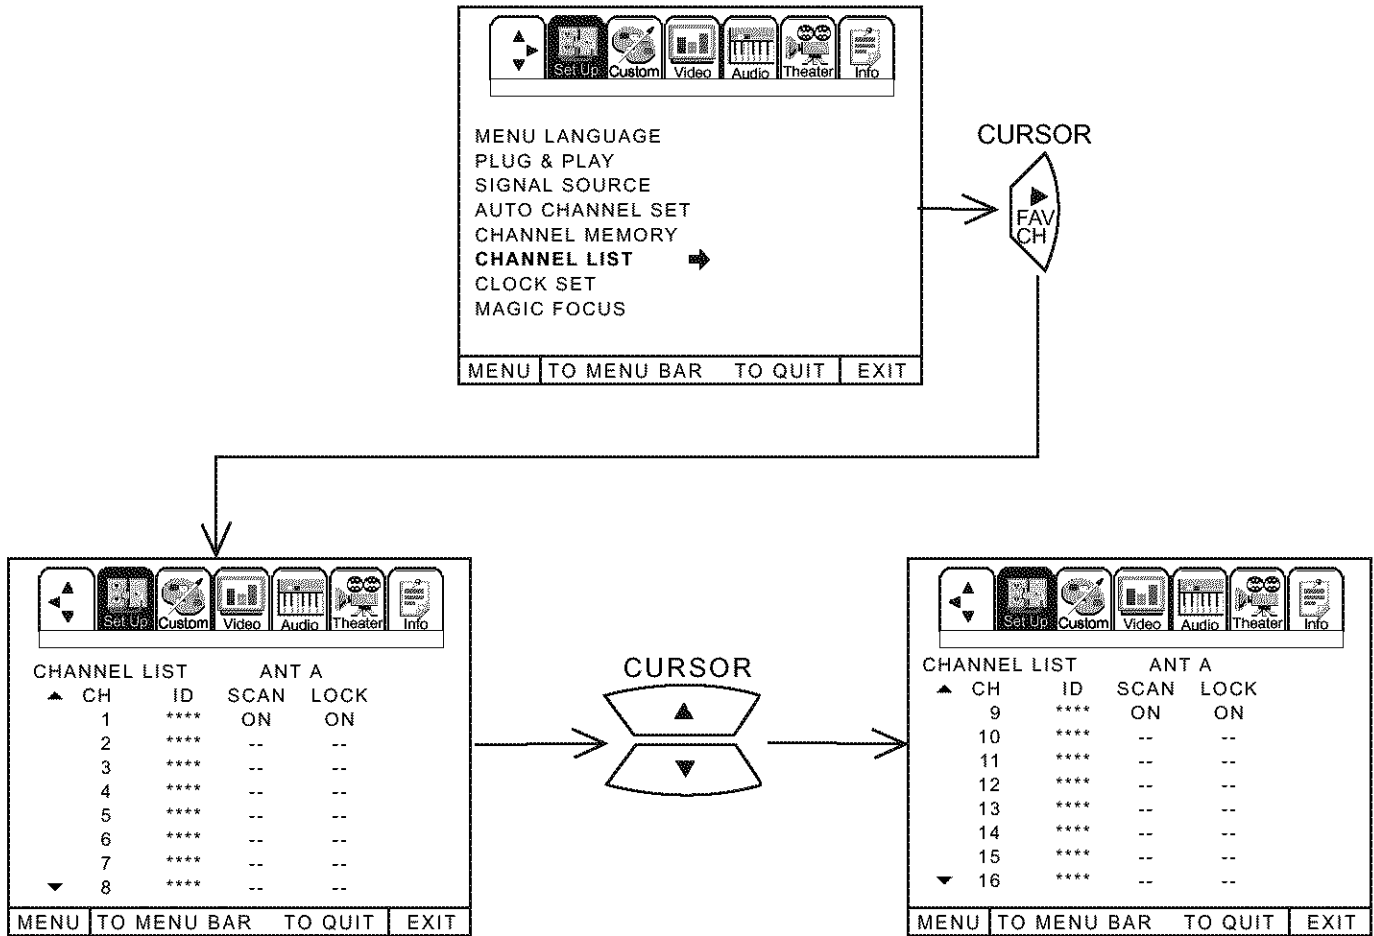 Set Up Custom Video Audio Theater Info
MENU LANGUAGE
PLUG & PLAY
SIGNAL SOURCE
AUTO CHANNEL SET
CHANNEL MEMORY
CHANNEL LIST
CLOCK SET
MAGIC FOCUS
MENU TO MENU BAR TO QUIT EXIT
CURSOR
FAV
CH
Set Up Custom Video Audio Theater Info
CHANNEL LIST ANT A
CH ID SCAN LOCK
1 **** ON ON
2 **** -- --
3 **** -- --
4 **** -- --
5 **** -- --
6 **** -- --
7 **** -- --
8 **** -- --
MENU TO MENU BAR TO QUIT EXIT
CURSOR
Set Up Custom Video Audio Theater Info
CHANNEL LIST ANT A
CH ID SCAN LOCK
9 **** ON ON
10 **** -- --
11 **** -- --
12 **** -- --
13 **** -- --
14 **** -- --
15 **** -- --
16 **** -- --
MENU TO MENU BAR TO QUIT EXIT